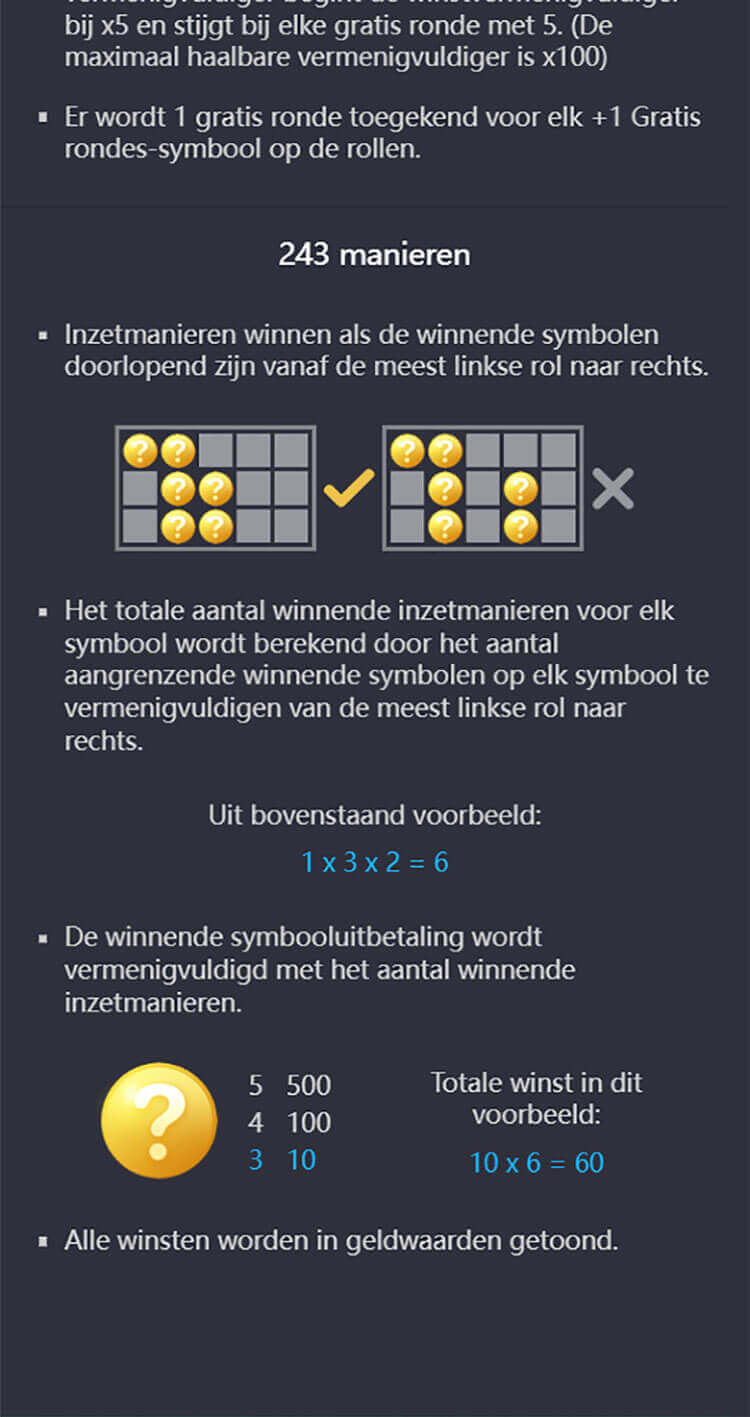 bij x5 en stijgt bij elke gratis ronde met 5. (De
maximaal haalbare vermenigvuldiger is x100)
▪ Er wordt 1 gratis ronde toegekend voor elk +1 Gratis
rondes-symbool op de rollen.
243 manieren
▪ Inzetmanieren winnen als de winnende symbolen
doorlopend zijn vanaf de meest linkse rol naar rechts.
? ? ? ?
? ? ? ?
? ? ? ?
▪ Het totale aantal winnende inzetmanieren voor elk
symbool wordt berekend door het aantal
aangrenzende winnende symbolen op elk symbool te
vermenigvuldigen van de meest linkse rol naar
rechts.
Uit bovenstaand voorbeeld:
1 x 3 x 2 = 6
▪ De winnende symbooluitbetaling wordt
vermenigvuldigd met het aantal winnende
inzetmanieren.
?
5 500
4 100
3 10
Totale winst in dit
voorbeeld:
10 x 6 = 60
▪ Alle winsten worden in geldwaarden getoond.